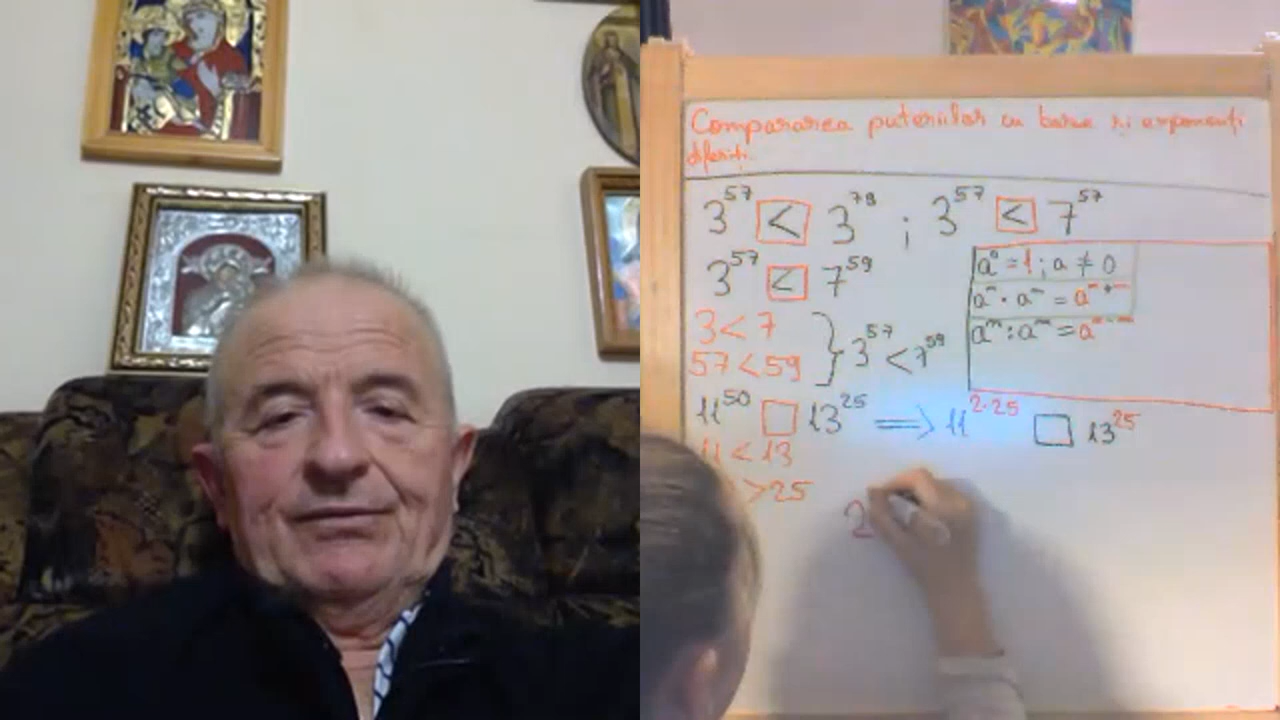 Compararea puterilor cu baze și exponenți
diferiți.
3^57 < 3^78 ; 3^57 < 7^57
3^57 < 7^59
a^0 = 1 ; a ≠ 0
3 < 7
57 < 59
} 3^57 < 7^59
11^50 □ 13^25 => 11^2·25 □ 13^25
11 < 13
> 25
2